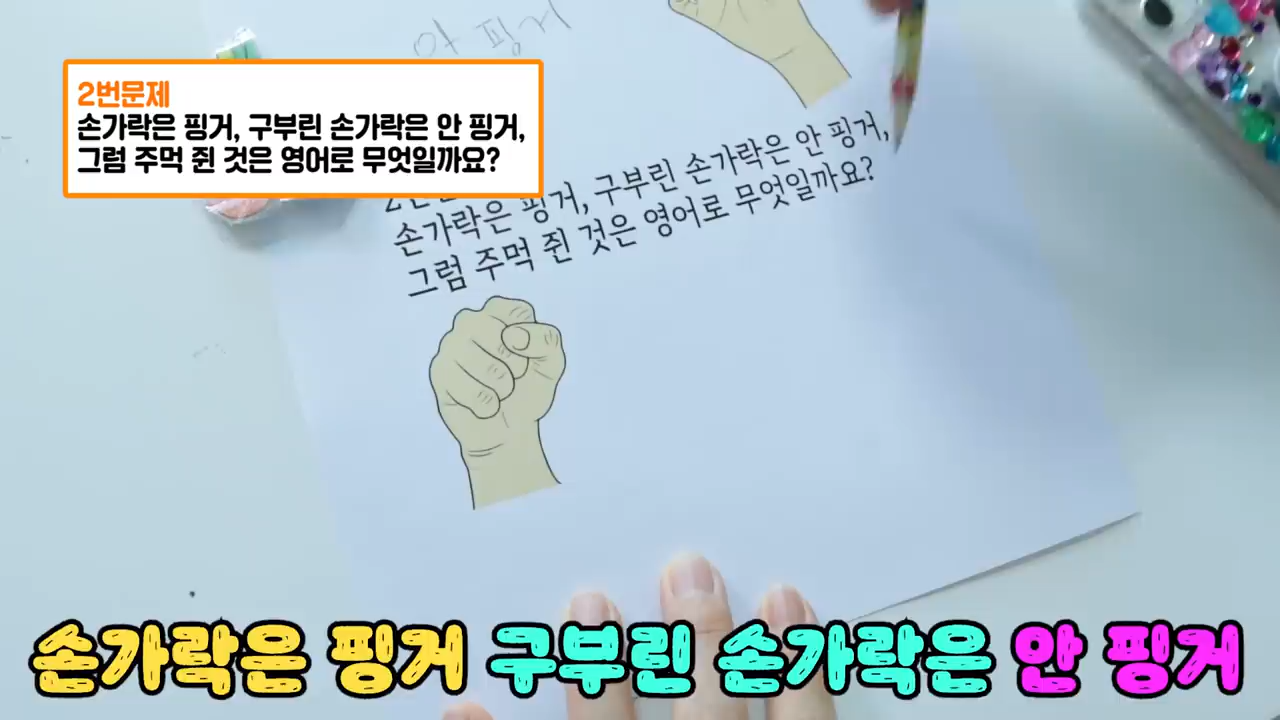 안 핑거
2번문제
손가락은 핑거, 구부린 손가락은 안 핑거,
그럼 주먹 쥔 것은 영어로 무엇일까요?
손가락은 핑거, 구부린 손가락은 안 핑거,
그럼 주먹 쥔 것은 영어로 무엇일까요?
손가락은 핑거 구부린 손가락은 안 핑거